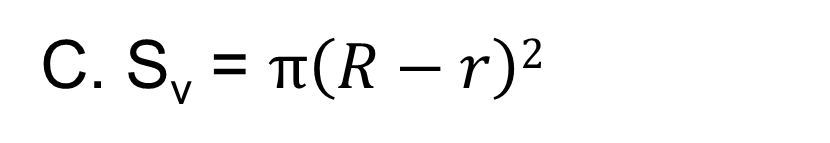 C. Sᵥ = π(R − r)²